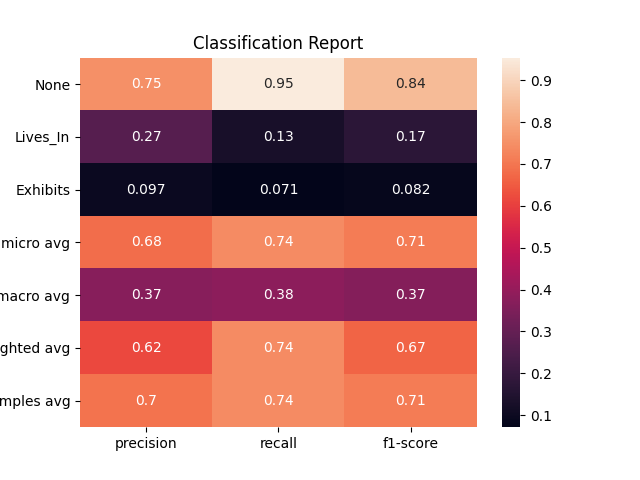 Classification Report
None 0.75 0.95 0.84 0.9
0.8
Lives_In 0.27 0.13 0.17 0.7
Exhibits 0.097 0.071 0.082 0.6
micro avg 0.68 0.74 0.71 0.5
macro avg 0.37 0.38 0.37 0.4
0.3
ghted avg 0.62 0.74 0.67 0.2
mples avg 0.7 0.74 0.71 0.1
precision recall f1-score